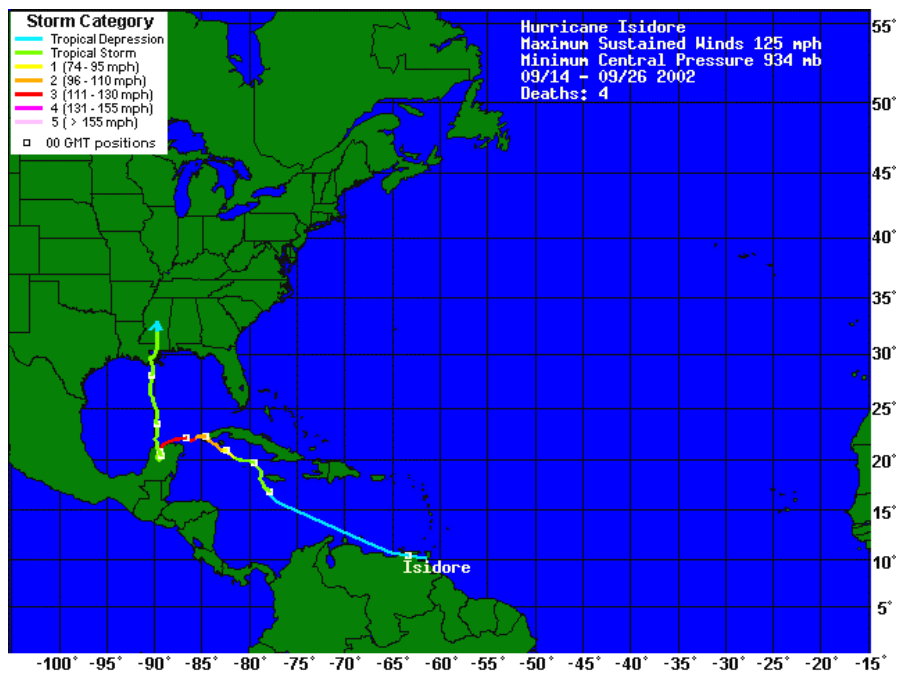 Storm Category
Tropical Depression
Tropical Storm
1 (74 - 95 mph)
2 (96 - 110 mph)
3 (111 - 130 mph)
4 (131 - 155 mph)
5 ( > 155 mph)
00 GMT positions
Hurricane Isidore
Maximum Sustained Winds 125 mph
Minimum Central Pressure 934 mb
09/14 - 09/26 2002
Deaths: 4
55°
50°
45°
40°
35°
30°
25°
20°
15°
10°
5°
Isidore
-100° -95° -90° -85° -80° -75° -70° -65° -60° -55° -50° -45° -40° -35° -30° -25° -20° -15°